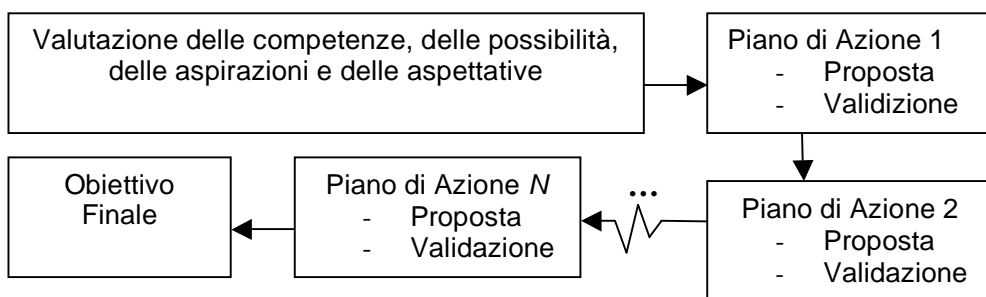 Valutazione delle competenze, delle possibilità,
delle aspirazioni e delle aspettative
Piano di Azione 1
- Proposta
- Validizione
Piano di Azione 2
- Proposta
- Validazione
...
Piano di Azione N
- Proposta
- Validazione
Obiettivo
Finale